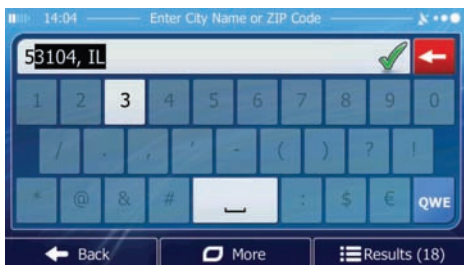 14:04 Enter City Name or ZIP Code
53104, IL
1 2 3 4 5 6 7 8 9 0
/ . , ' - ( ) ? !
* @ & # : $ € QWE
Back More Results (18)